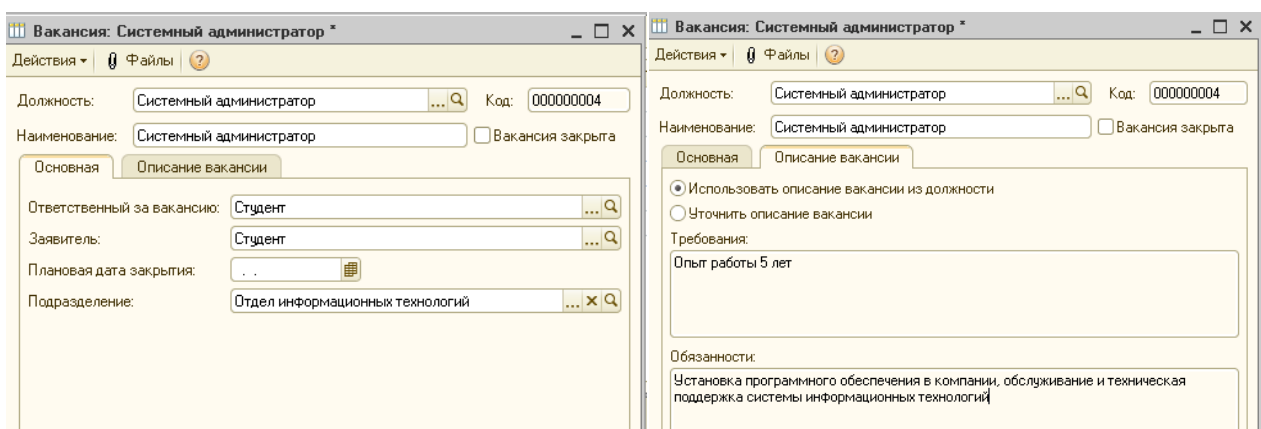 Вакансия: Системный администратор *
Действия Файлы ?
Должность: Системный администратор ... Код: 000000004
Наименование: Системный администратор Вакансия закрыта
Основная Описание вакансии
Ответственный за вакансию: Студент ...
Заявитель: Студент ...
Плановая дата закрытия: . .
Подразделение: Отдел информационных технологий ...
Вакансия: Системный администратор *
Действия Файлы ?
Должность: Системный администратор ... Код: 000000004
Наименование: Системный администратор Вакансия закрыта
Основная Описание вакансии
Использовать описание вакансии из должности
Уточнить описание вакансии
Требования:
Опыт работы 5 лет
Обязанности:
Установка программного обеспечения в компании, обслуживание и техническая
поддержка системы информационных технологий